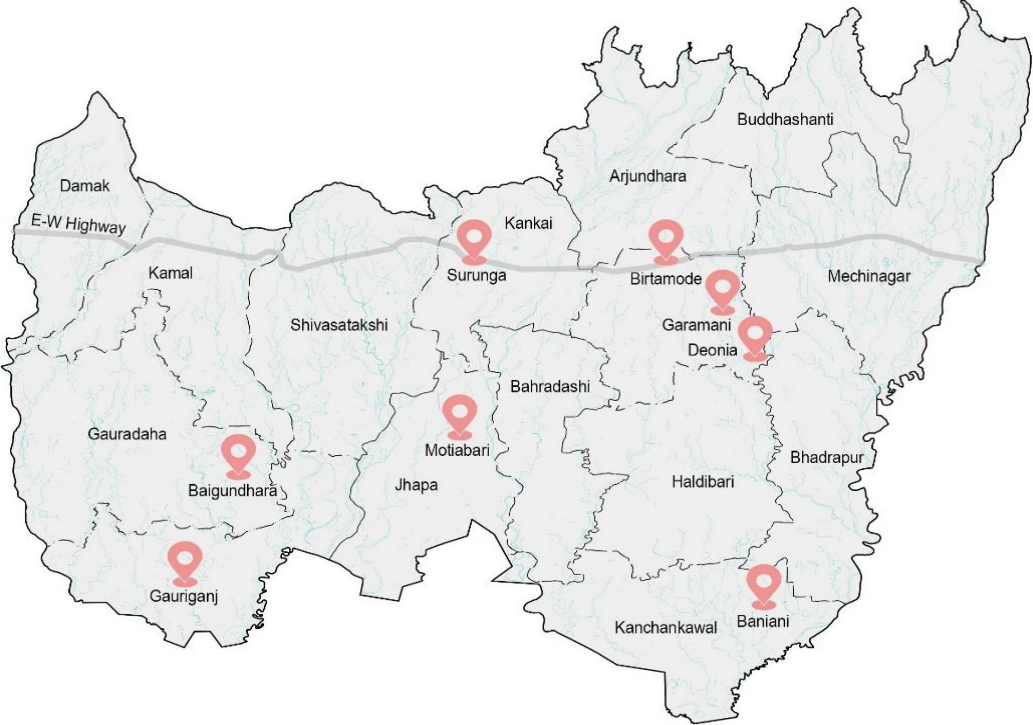 Buddhashanti
Arjundhara
Damak
E-W Highway
Kankai
Kamal
Surunga
Birtamode
Mechinagar
Shivasatakshi
Garamani
Deonia
Bahradashi
Gauradaha
Motiabari
Bhadrapur
Jhapa
Haldibari
Baigundhara
Gauriganj
Baniani
Kanchankawal